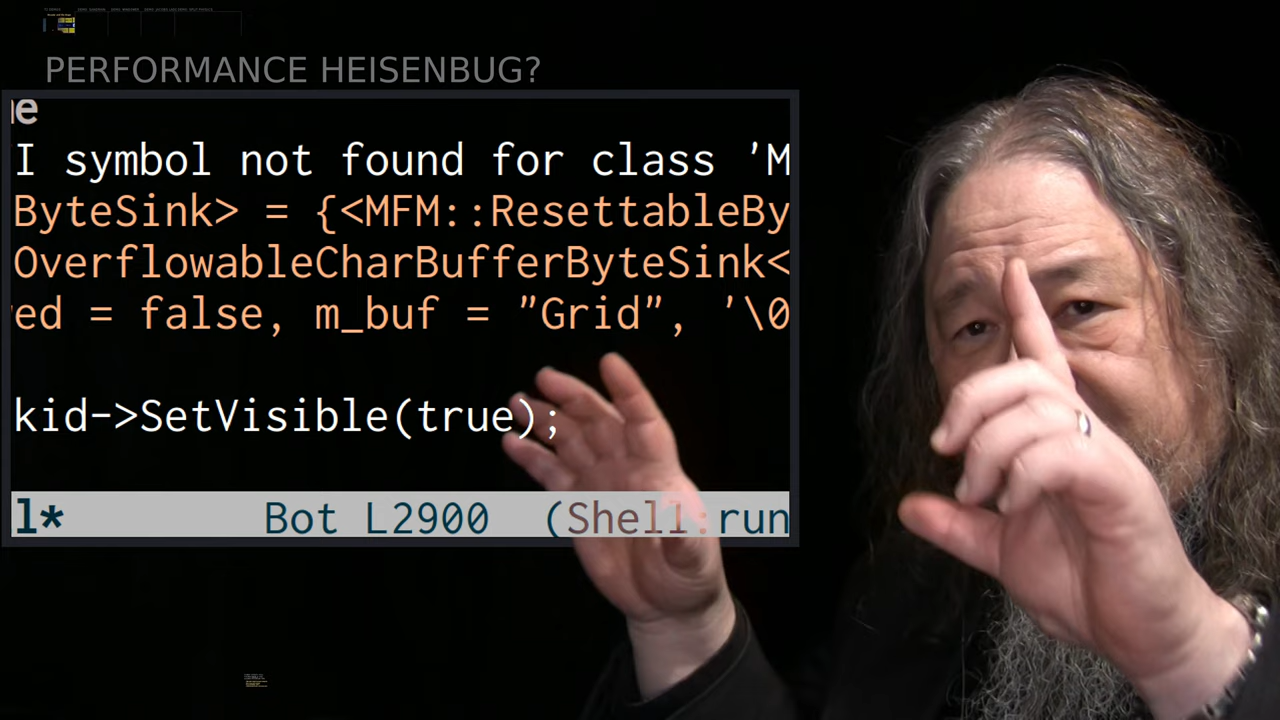 PERFORMANCE HEISENBUG?
e
I symbol not found for class 'M
ByteSink> = {<MFM::ResettableBy
OverflowableCharBufferByteSink<
ed = false, m_buf = "Grid", '\0
kid->SetVisible(true);
l* Bot L2900 (Shell:run